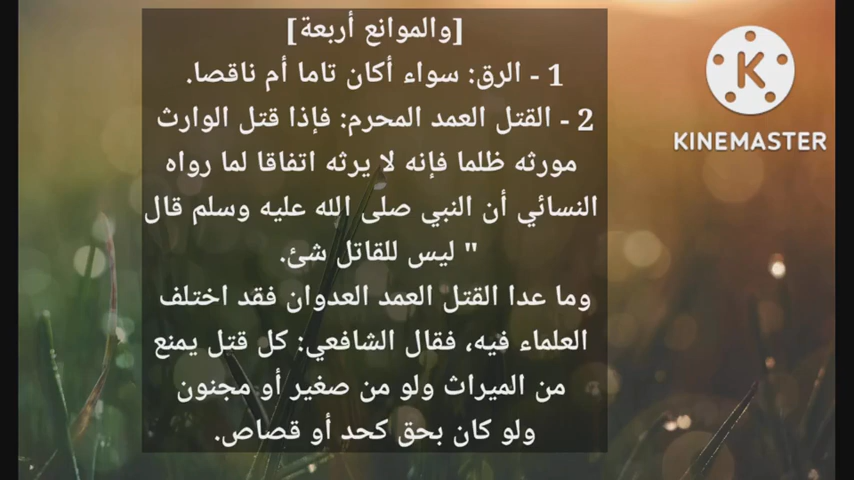 [والموانع أربعة]
1 - الرق: سواء أكان تاما أم ناقصا.
2 - القتل العمد المحرم: فإذا قتل الوارث
مورثه ظلما فإنه لا يرثه اتفاقا لما رواه
النسائي أن النبي صلى الله عليه وسلم قال
" ليس للقاتل شئ.
وما عدا القتل العمد العدوان فقد اختلف
العلماء فيه، فقال الشافعي: كل قتل يمنع
من الميراث ولو من صغير أو مجنون
ولو كان بحق كحد أو قصاص.
K
KINEMASTER